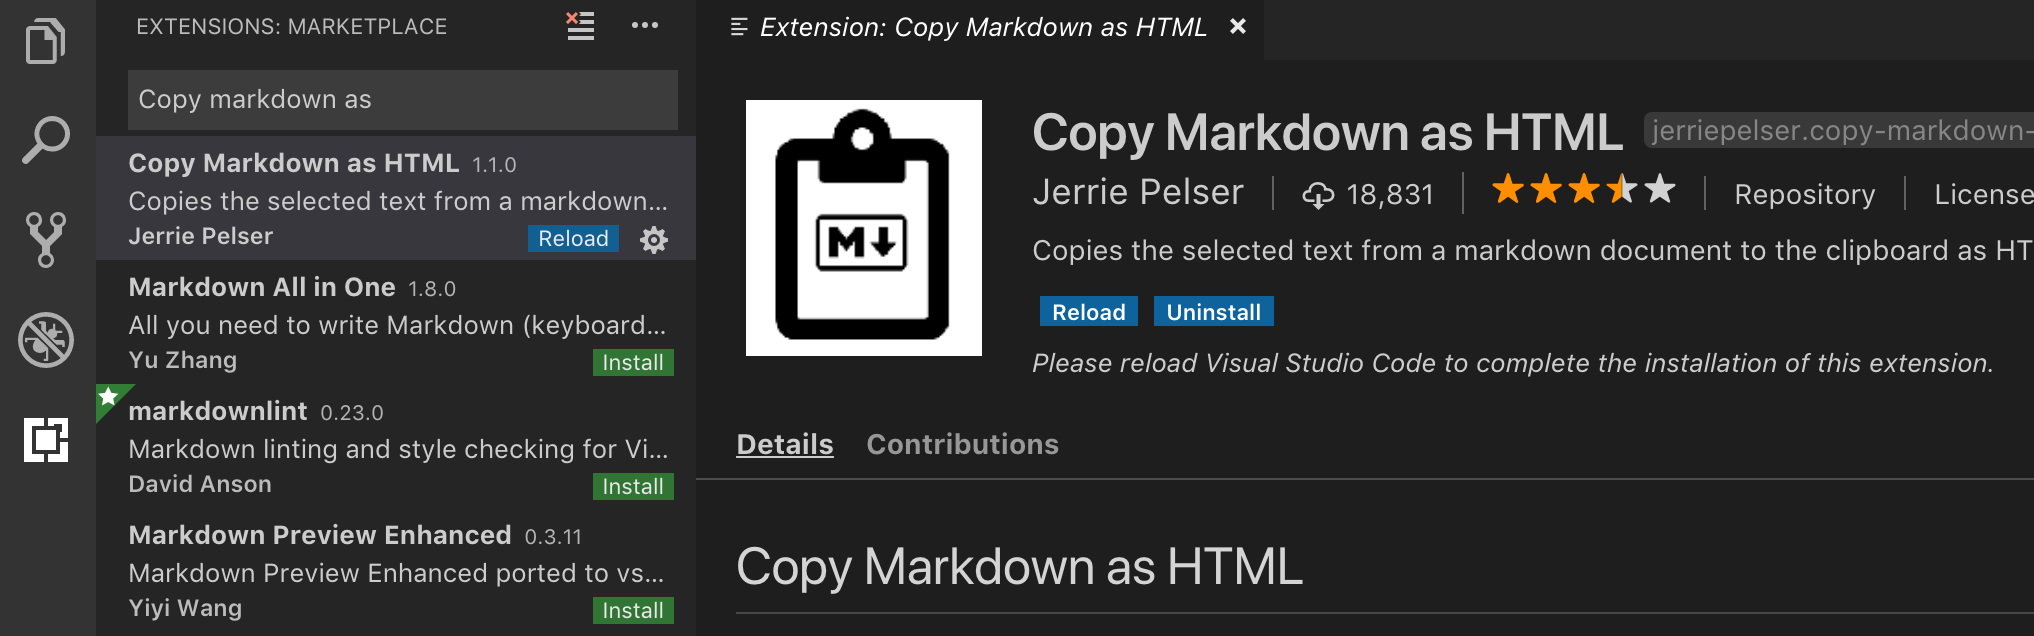 EXTENSIONS: MARKETPLACE
Copy markdown as
Copy Markdown as HTML 1.1.0
Copies the selected text from a markdown...
Jerrie Pelser Reload
Markdown All in One 1.8.0
All you need to write Markdown (keyboard...
Yu Zhang Install
markdownlint 0.23.0
Markdown linting and style checking for Vi...
David Anson Install
Markdown Preview Enhanced 0.3.11
Markdown Preview Enhanced ported to vs...
Yiyi Wang Install
Extension: Copy Markdown as HTML
M
Copy Markdown as HTML jerriepelser.copy-markdown-
Jerrie Pelser 18,831 Repository License
Copies the selected text from a markdown document to the clipboard as HT
Reload Uninstall
Please reload Visual Studio Code to complete the installation of this extension.
Details Contributions
Copy Markdown as HTML